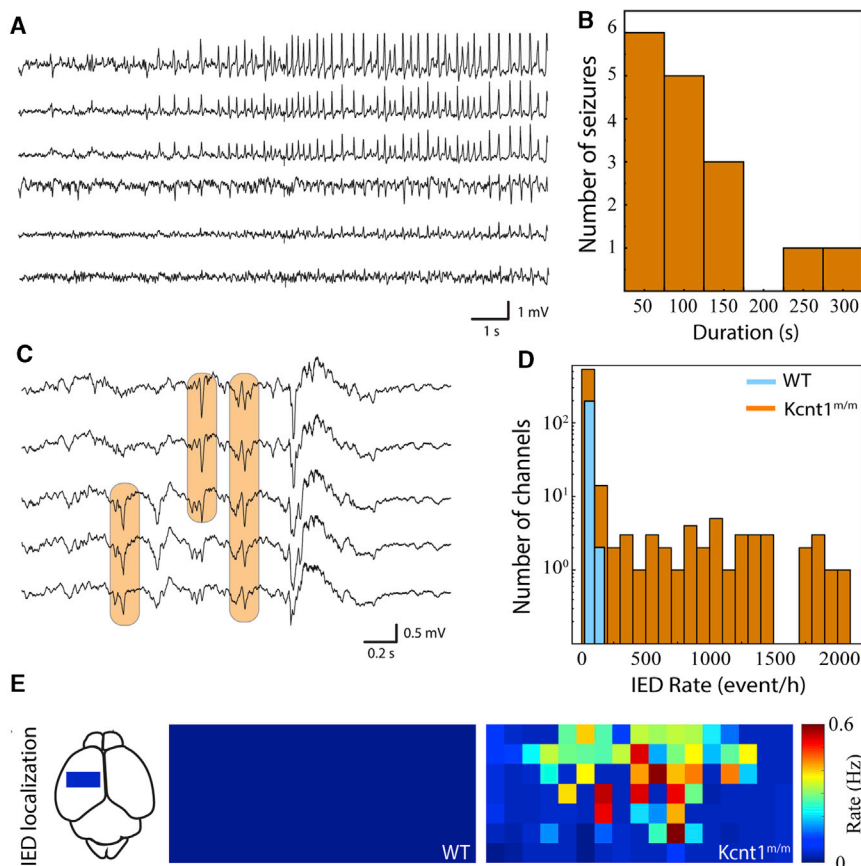 A
1 mV
1 s
B
Number of seizures
6
5
4
3
2
1
50 100 150 200 250 300
Duration (s)
C
0.5 mV
0.2 s
D
WT
Kcnt1m/m
Number of channels
10²
10¹
10⁰
0 500 1000 1500 2000
IED Rate (event/h)
E
IED localization
WT
Kcnt1m/m
0.6
Rate (Hz)
0